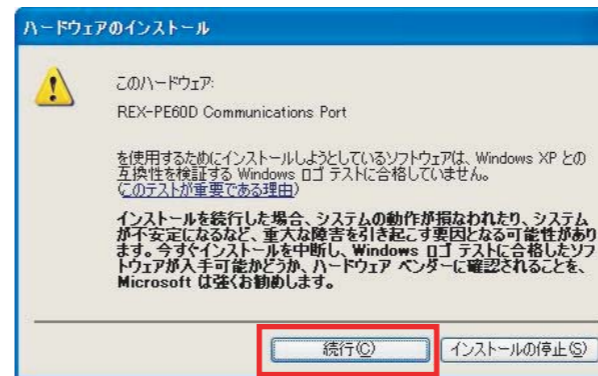 ハードウェアのインストール
このハードウェア:
REX-PE60D Communications Port
を使用するためにインストールしようとしているソフトウェアは、Windows XP との
互換性を検証する Windows ロゴ テストに合格していません。
(このテストが重要である理由)
インストールを続行した場合、システムの動作が損なわれたり、システム
が不安定になるなど、重大な障害を引き起こす要因となる可能性があり
ます。今すぐインストールを中断し、Windows ロゴ テストに合格したソフ
トウェアが入手可能かどうか、ハードウェア ベンダーに確認されることを、
Microsoft は強くお勧めします。
続行(C) インストールの停止(S)